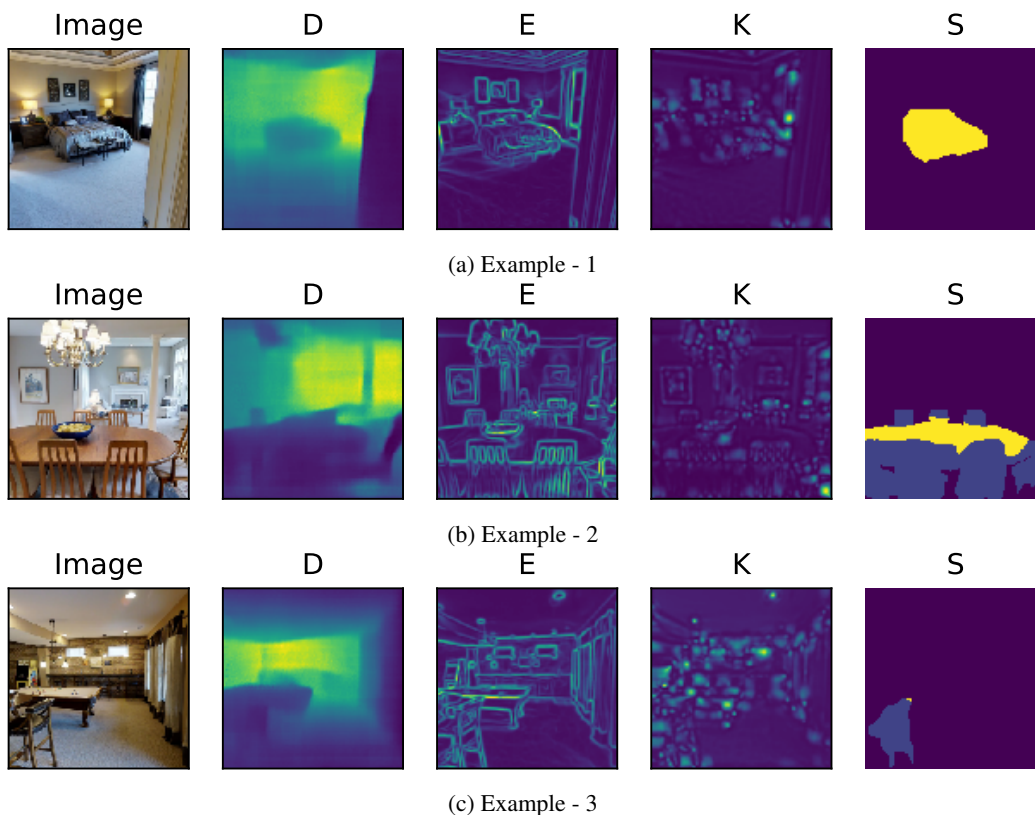 Image D E K S
(a) Example - 1
Image D E K S
(b) Example - 2
Image D E K S
(c) Example - 3